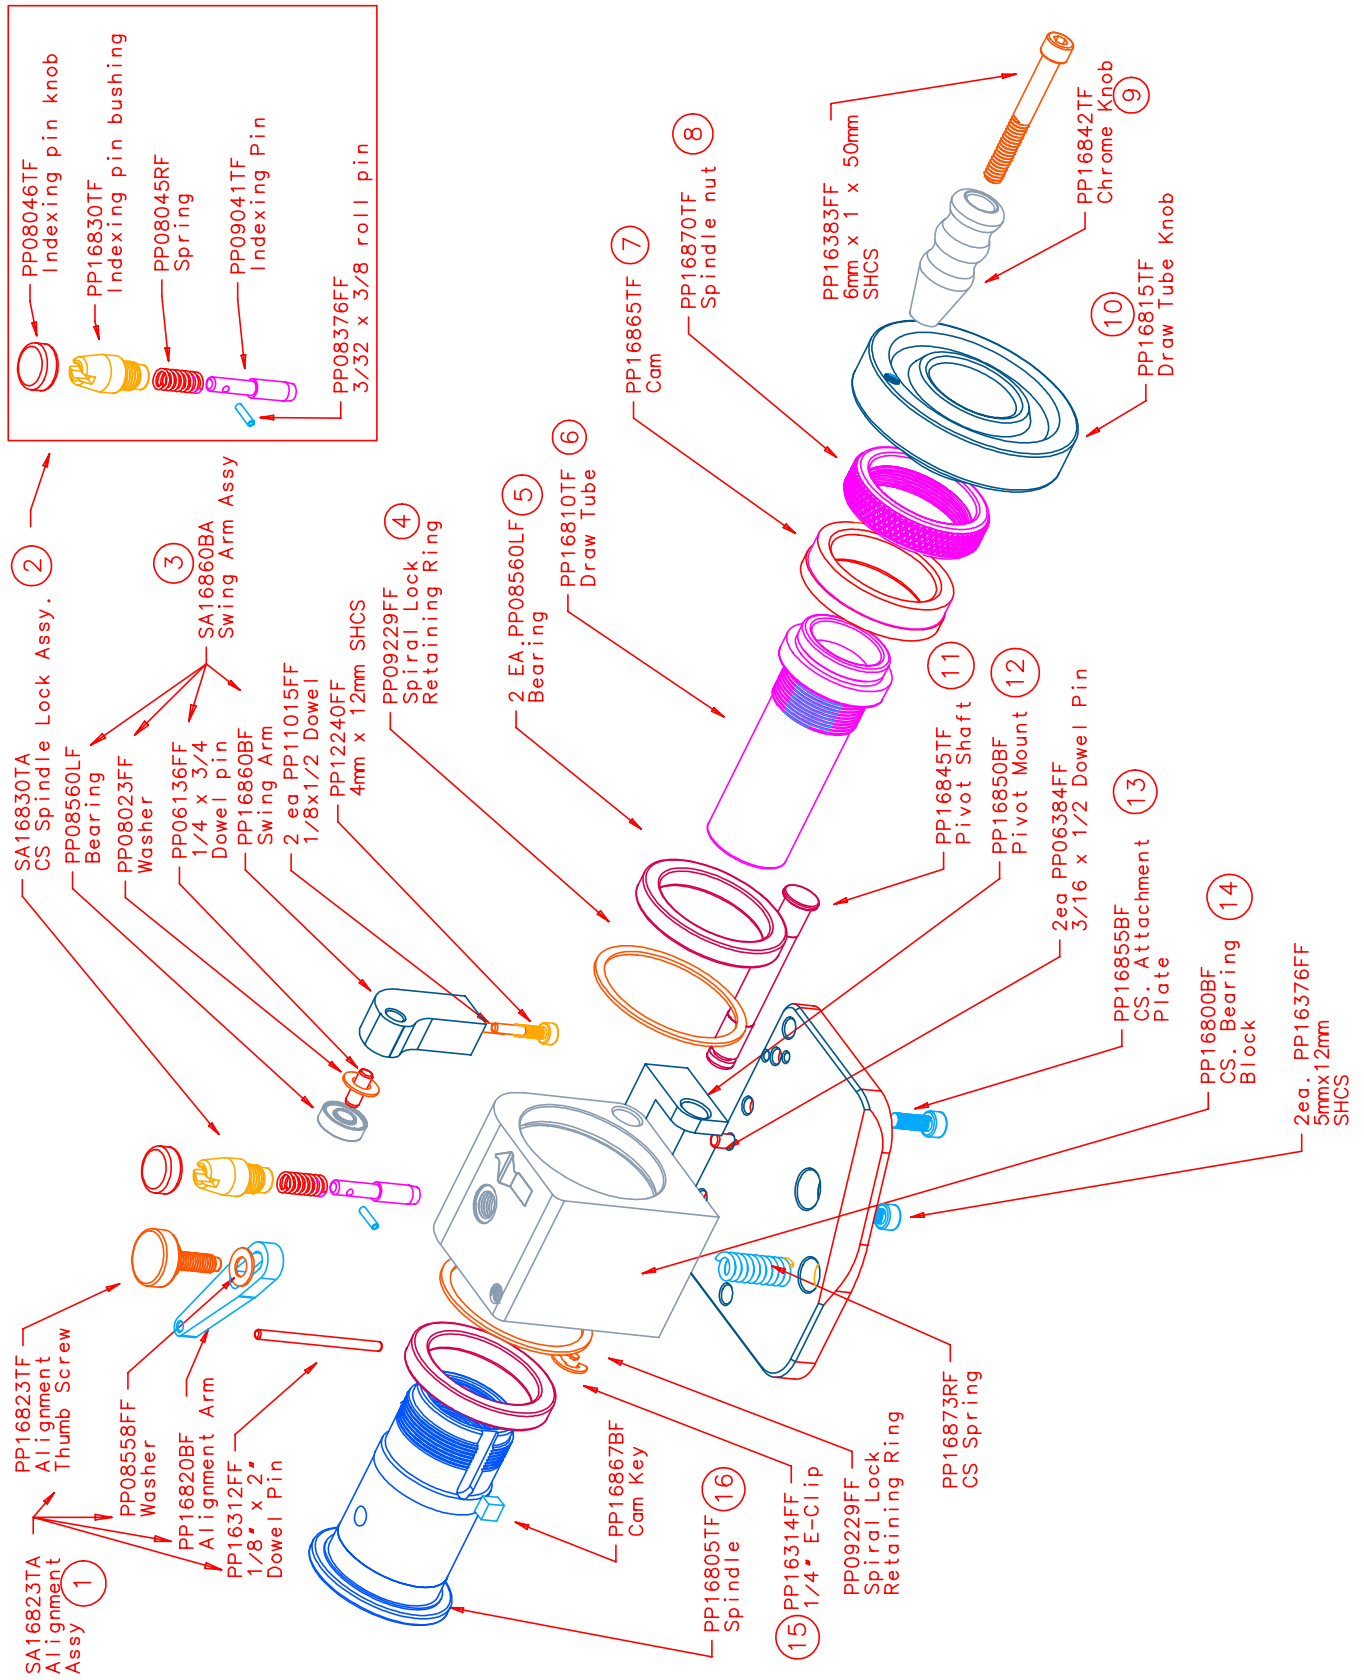 SA16823TA
Alignment
Assy
1
PP16823TF
Alignment
Thumb Screw
PP08558FF
Washer
PP16820BF
Alignment Arm
PP16312FF
1/8" x 2"
Dowel Pin
SA16830TA
CS Spindle Lock Assy.
2
PP08560LF
Bearing
PP08023FF
Washer
PP06136FF
1/4 x 3/4
Dowel pin
PP16860BF
Swing Arm
2 ea PP11015FF
1/8x1/2 Dowel
PP12240FF
4mm x 12mm SHCS
3
SA16860BA
Swing Arm Assy
PP09229FF
Spiral Lock
Retaining Ring
4
2 EA.PP08560LF
Bearing
5
PP16810TF
Draw Tube
6
PP16865TF
Cam
7
PP16870TF
Spindle nut
8
PP16383FF
6mm x 1 x 50mm
SHCS
PP16842TF
Chrome Knob
9
10
PP16815TF
Draw Tube Knob
PP08046TF
Indexing pin knob
PP16830TF
Indexing pin bushing
PP08045RF
Spring
PP09041TF
Indexing Pin
PP08376FF
3/32 x 3/8 roll pin
PP16845TF
Pivot Shaft
11
PP16850BF
Pivot Mount
12
2ea PP06384FF
3/16 x 1/2 Dowel Pin
PP16855BF
CS. Attachment
Plate
13
PP16800BF
CS. Bearing
Block
14
2ea. PP16376FF
5mmx12mm
SHCS
PP16873RF
CS Spring
PP09229FF
Spiral Lock
Retaining Ring
15
PP16314FF
1/4" E-Clip
PP16867BF
Cam Key
PP16805TF
Spindle
16